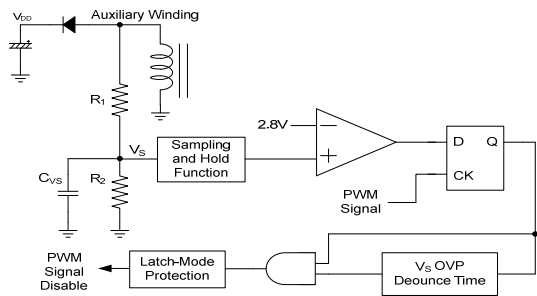 Auxiliary Winding
VDD
+
R1
VS
CVS
R2
Sampling
and Hold
Function
2.8V
−
+
D Q
CK
PWM
Signal
PWM
Signal
Disable
Latch-Mode
Protection
VS OVP
Deounce Time